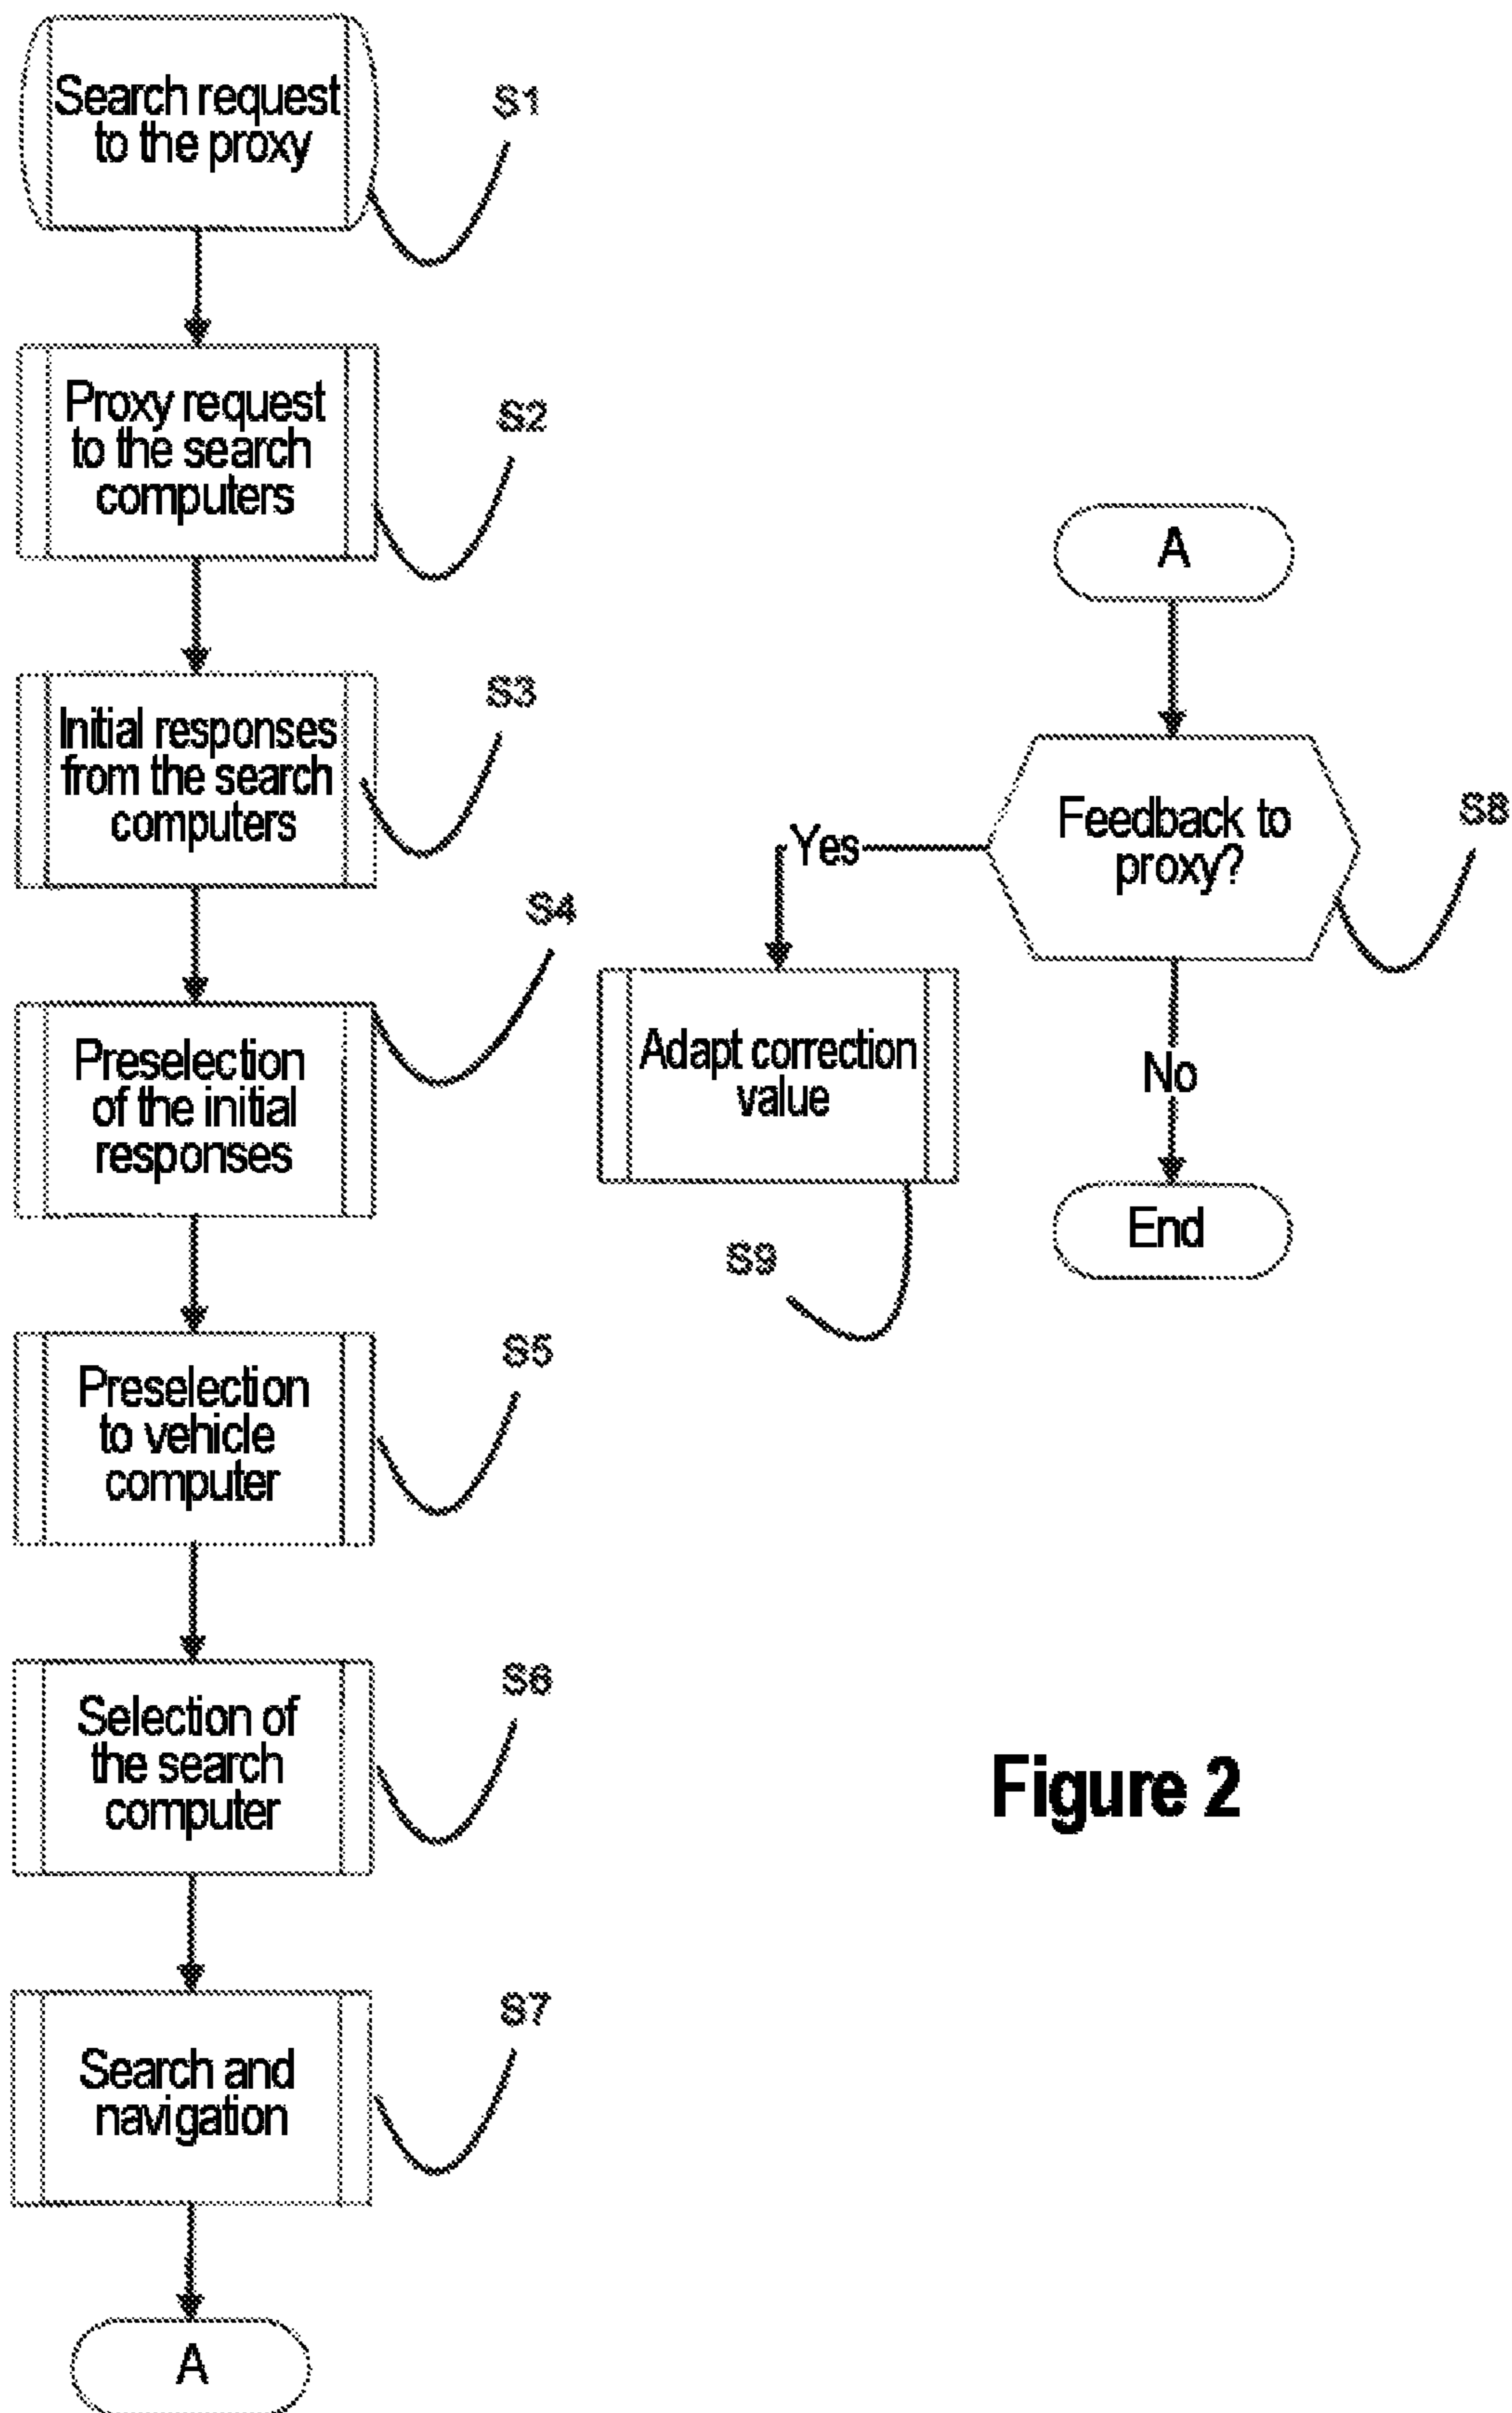 Search request
to the proxy
S1
Proxy request
to the search
computers
S2
Initial responses
from the search
computers
S3
Preselection
of the initial
responses
S4
Preselection
to vehicle
computer
S5
Selection of
the search
computer
S6
Search and
navigation
S7
A
A
Feedback to
proxy?
S8
Yes
Adapt correction
value
S9
No
End
Figure 2